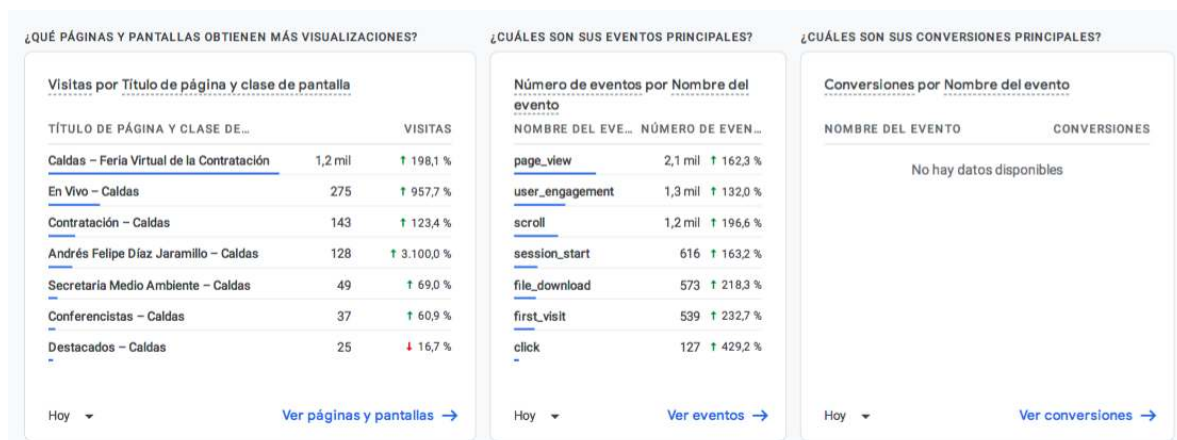 ¿QUÉ PÁGINAS Y PANTALLAS OBTIENEN MÁS VISUALIZACIONES?
Visitas por Título de página y clase de pantalla
TÍTULO DE PÁGINA Y CLASE DE... VISITAS
Caldas – Feria Virtual de la Contratación 1,2 mil ↑ 198,1 %
En Vivo – Caldas 275 ↑ 957,7 %
Contratación – Caldas 143 ↑ 123,4 %
Andrés Felipe Díaz Jaramillo – Caldas 128 ↑ 3.100,0 %
Secretaria Medio Ambiente – Caldas 49 ↑ 69,0 %
Conferencistas – Caldas 37 ↑ 60,9 %
Destacados – Caldas 25 ↓ 16,7 %
Hoy Ver páginas y pantallas →
¿CUÁLES SON SUS EVENTOS PRINCIPALES?
Número de eventos por Nombre del
evento
NOMBRE DEL EVE... NÚMERO DE EVEN...
page_view 2,1 mil ↑ 162,3 %
user_engagement 1,3 mil ↑ 132,0 %
scroll 1,2 mil ↑ 196,6 %
session_start 616 ↑ 163,2 %
file_download 573 ↑ 218,3 %
first_visit 539 ↑ 232,7 %
click 127 ↑ 429,2 %
Hoy Ver eventos →
¿CUÁLES SON SUS CONVERSIONES PRINCIPALES?
Conversiones por Nombre del evento
NOMBRE DEL EVENTO CONVERSIONES
No hay datos disponibles
Hoy Ver conversiones →